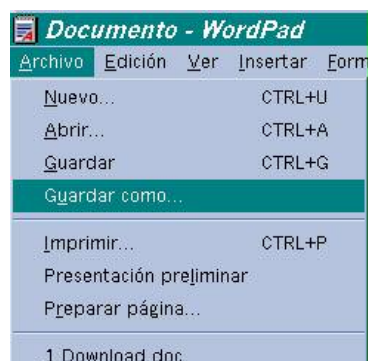 Documento - WordPad
Archivo Edición Ver Insertar Form
Nuevo... CTRL+U
Abrir... CTRL+A
Guardar CTRL+G
Guardar como...
Imprimir... CTRL+P
Presentación preliminar
Preparar página...
1 Download.doc